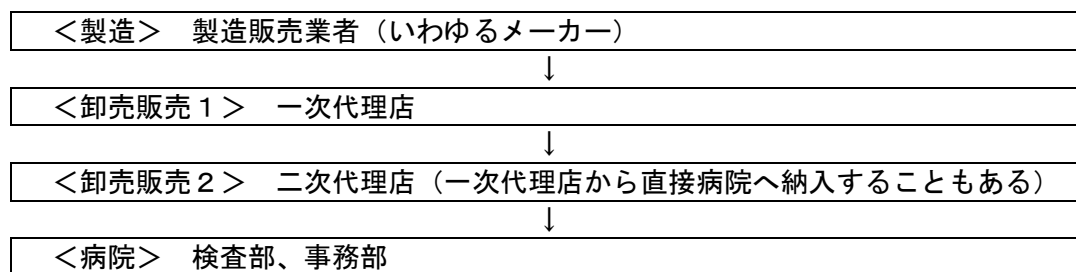 ＜製造＞　製造販売業者（いわゆるメーカー）
↓
＜卸売販売１＞　一次代理店
↓
＜卸売販売２＞　二次代理店（一次代理店から直接病院へ納入することもある）
↓
＜病院＞　検査部、事務部